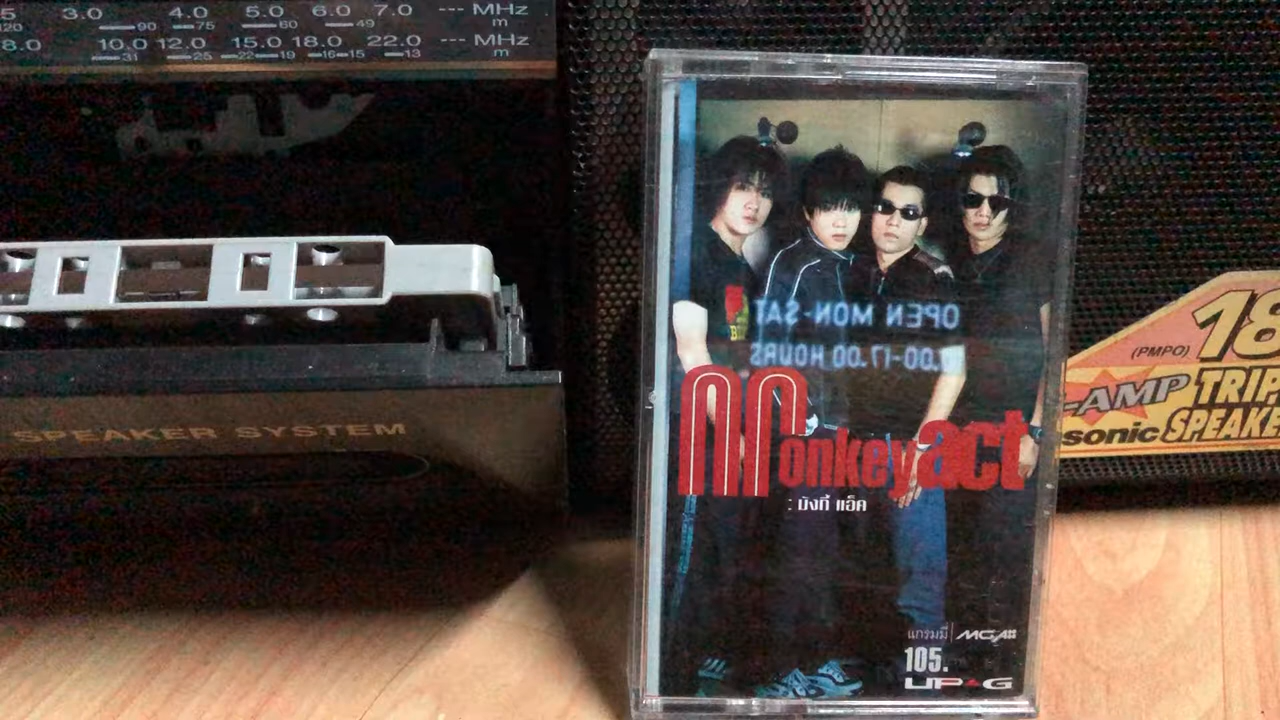 3.0 4.0 5.0 6.0 7.0 --- MHz
120 90 75 60 49 m
8.0 10.0 12.0 15.0 18.0 22.0 --- MHz
31 25 22 19 16 15 13 m
SPEAKER SYSTEM
OPEN MON-SAT
.00-17.00 HOURS
Monkey act
: มังกี้ แอ็ค
แกรมมี่ MGA
105.
UP G
(PMPO) 18
-AMP TRIP
sonic SPEAKE